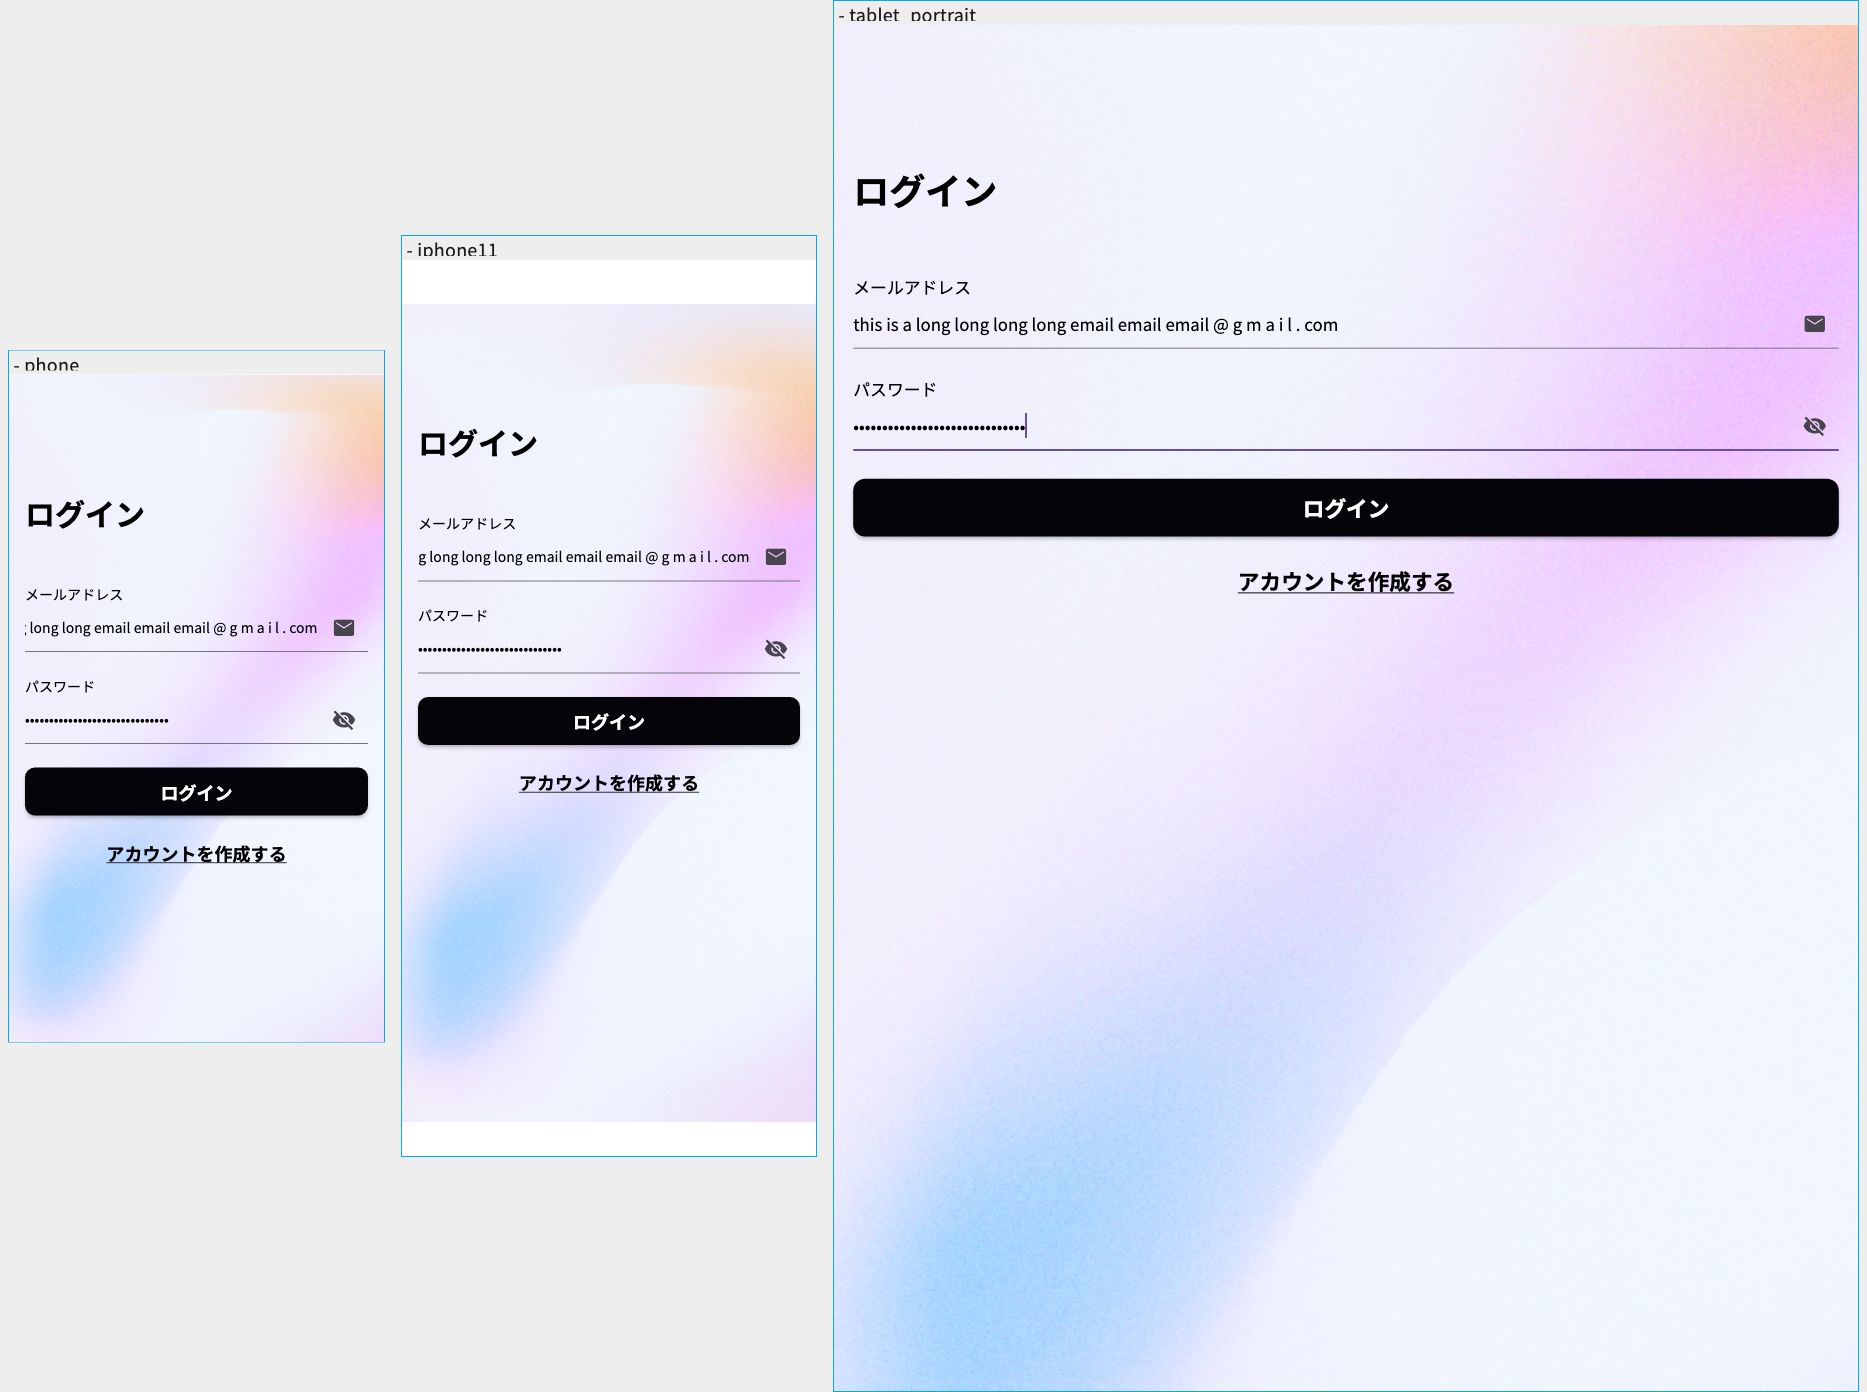 - phone
ログイン
メールアドレス
long long email email email @ g m a i l . com
パスワード
••••••••••••••••••••••••••••••
ログイン
アカウントを作成する
- iphone11
ログイン
メールアドレス
g long long long email email email @ g m a i l . com
パスワード
••••••••••••••••••••••••••••••
ログイン
アカウントを作成する
- tablet_portrait
ログイン
メールアドレス
this is a long long long long email email email @ g m a i l . com
パスワード
••••••••••••••••••••••••••••••
ログイン
アカウントを作成する